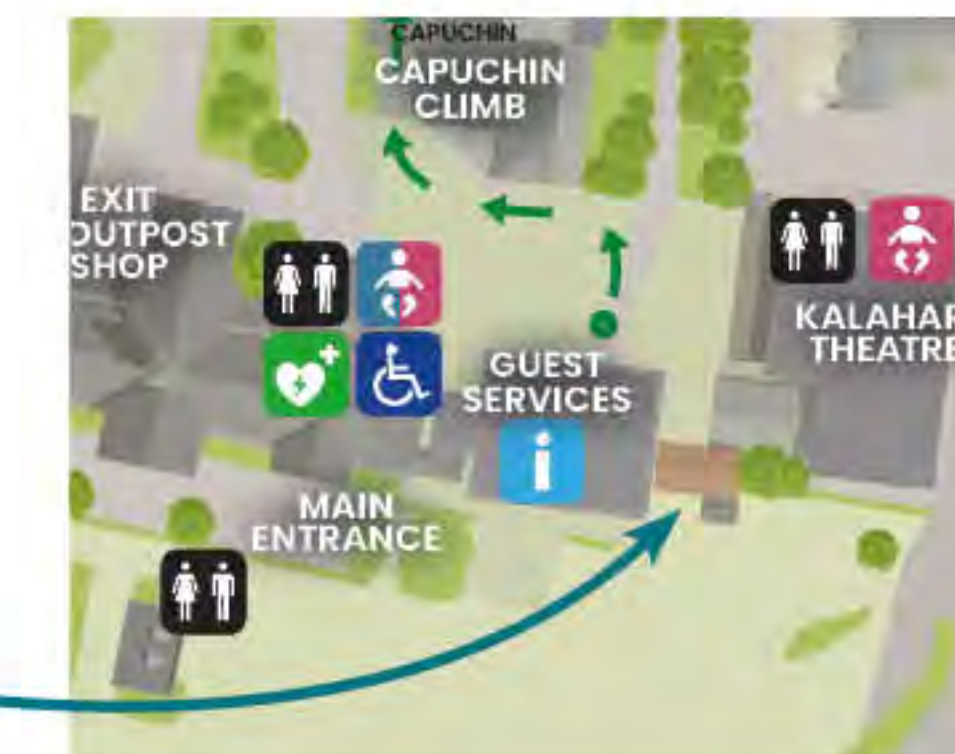 CAPUCHIN
CAPUCHIN
CLIMB
EXIT
OUTPOST
SHOP
GUEST
SERVICES
i
KALAHAR
THEATRE
MAIN
ENTRANCE